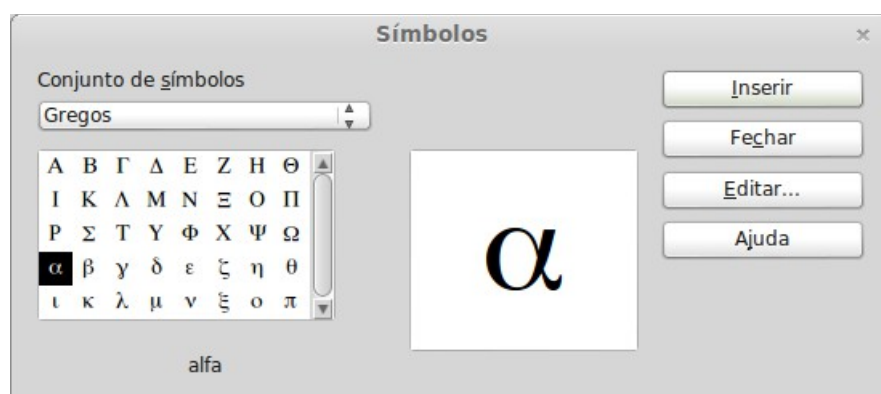 Símbolos
Conjunto de símbolos
Gregos
Α Β Γ Δ Ε Ζ Η Θ
Ι Κ Λ Μ Ν Ξ Ο Π
Ρ Σ Τ Υ Φ Χ Ψ Ω
α β γ δ ε ζ η θ
ι κ λ μ ν ξ ο π
alfa
α
Inserir
Fechar
Editar...
Ajuda